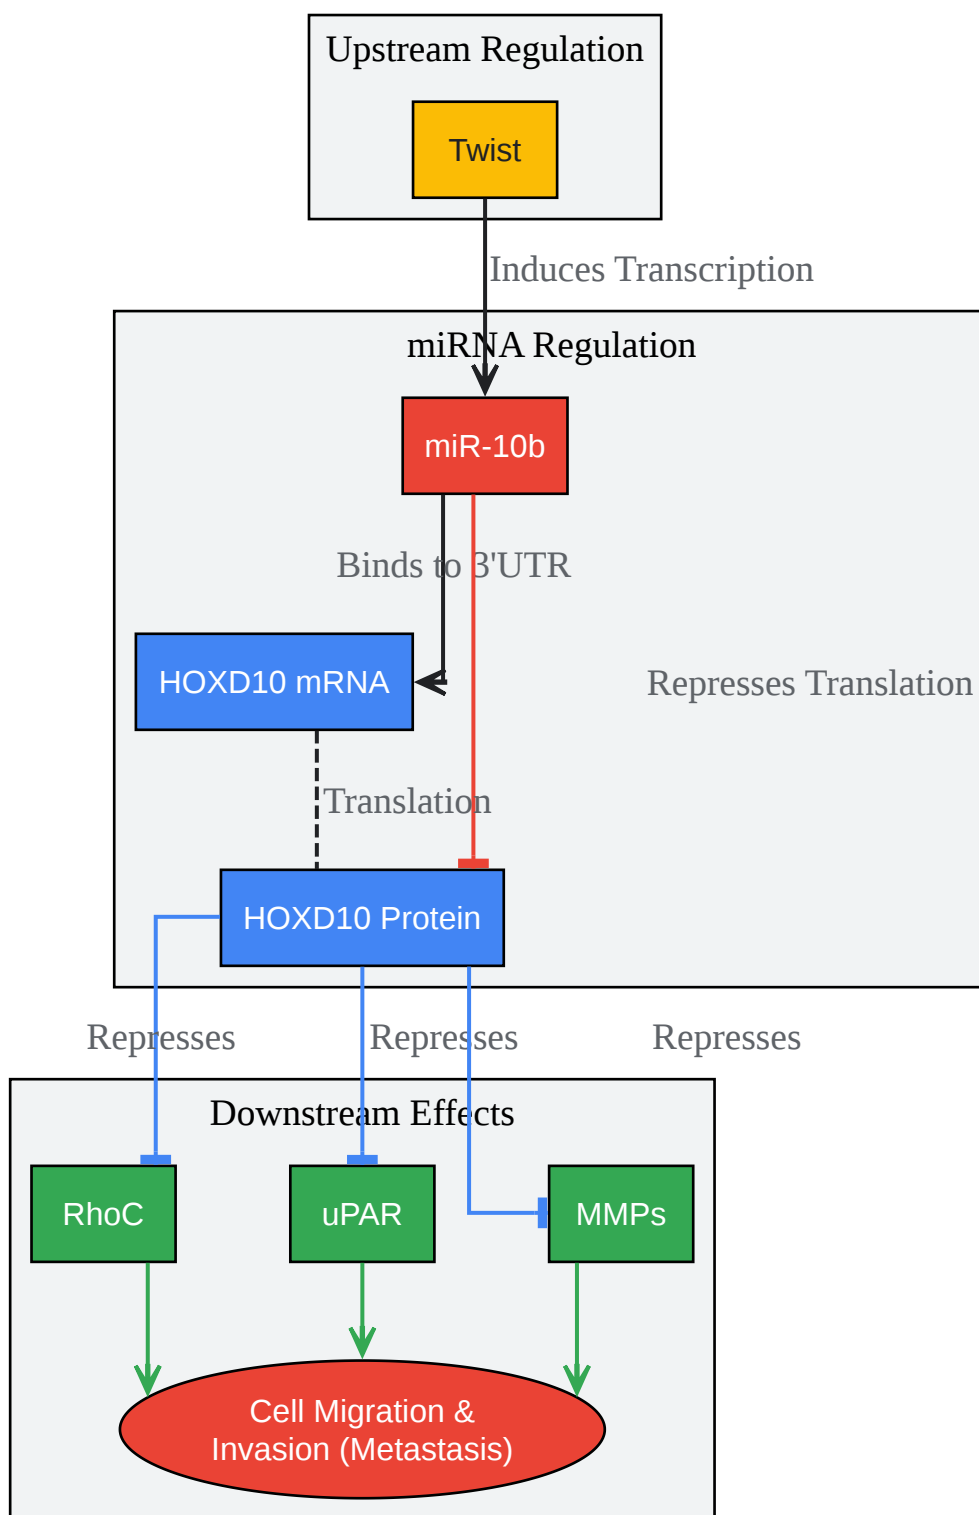 Upstream Regulation
Twist
Induces Transcription
miRNA Regulation
miR-10b
Binds to 3'UTR
HOXD10 mRNA
Represses Translation
Translation
HOXD10 Protein
Represses
Represses
Represses
Downstream Effects
RhoC
uPAR
MMPs
Cell Migration &
Invasion (Metastasis)